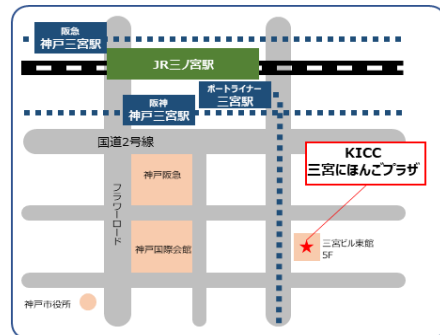 阪急
神戸三宮駅
JR三ノ宮駅
ポートライナー
三宮駅
阪神
神戸三宮駅
国道2号線
KICC
三宮にほんごプラザ
神戸阪急
フラワーロード
神戸国際会館
三宮ビル東館
5F
神戸市役所